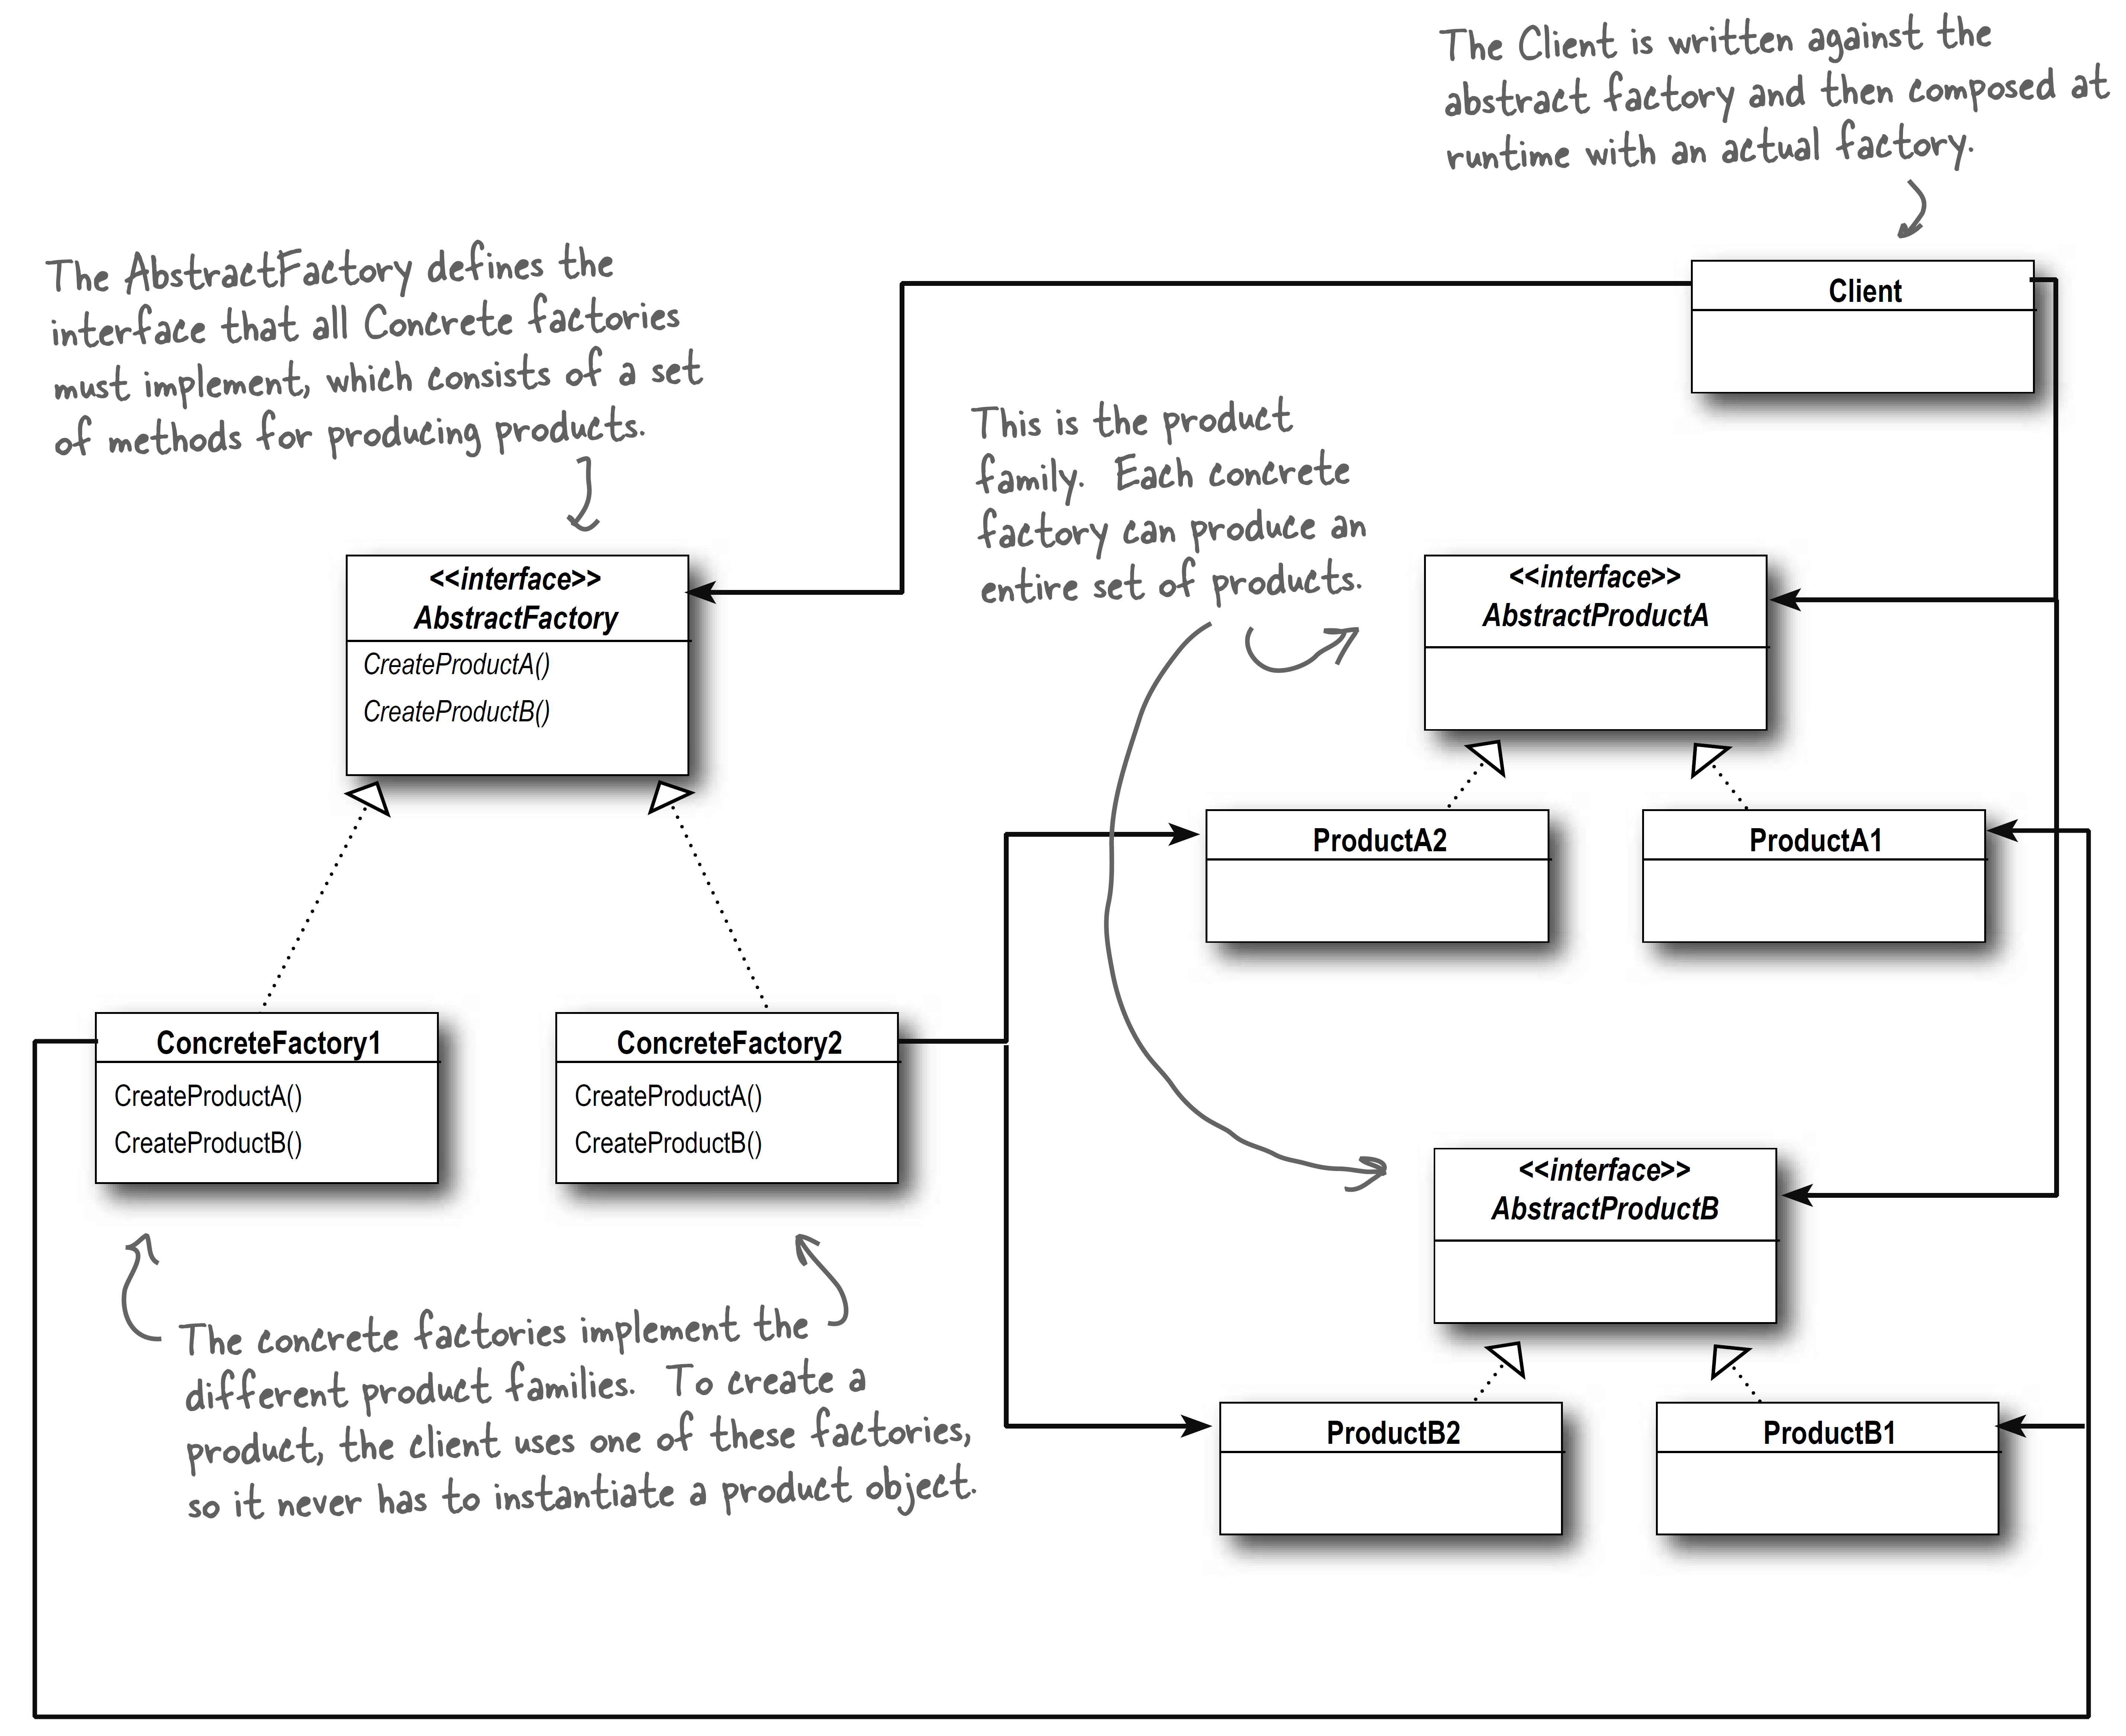 The Client is written against the
abstract factory and then composed at
runtime with an actual factory.
The AbstractFactory defines the
interface that all Concrete factories
must implement, which consists of a set
of methods for producing products.
Client
This is the product
family. Each concrete
factory can produce an
entire set of products.
<<interface>>
AbstractFactory
CreateProductA()
CreateProductB()
<<interface>>
AbstractProductA
ProductA2
ProductA1
ConcreteFactory1
CreateProductA()
CreateProductB()
ConcreteFactory2
CreateProductA()
CreateProductB()
<<interface>>
AbstractProductB
ProductB2
ProductB1
The concrete factories implement the
different product families. To create a
product, the client uses one of these factories,
so it never has to instantiate a product object.